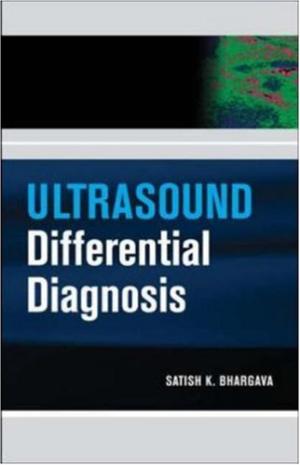 ULTRASOUND
Differential
Diagnosis
SATISH K. BHARGAVA